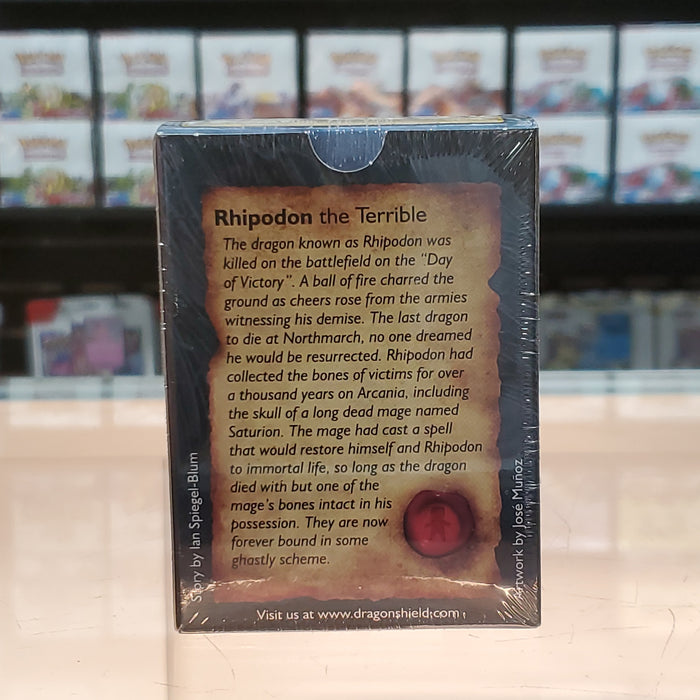 Rhipodon the Terrible
The dragon known as Rhipodon was
killed on the battlefield on the "Day
of Victory". A ball of fire charred the
ground as cheers rose from the armies
witnessing his demise. The last dragon
to die at Northmarch, no one dreamed
he would be resurrected. Rhipodon had
collected the bones of victims for over
a thousand years on Arcania, including
the skull of a long dead mage named
Saturion. The mage had cast a spell
that would restore himself and Rhipodon
to immortal life, so long as the dragon
died with but one of the
mage's bones intact in his
possession. They are now
forever bound in some
ghastly scheme.
Story by Ian Spiegel-Blum
Artwork by José Muñoz
Visit us at www.dragonshield.com